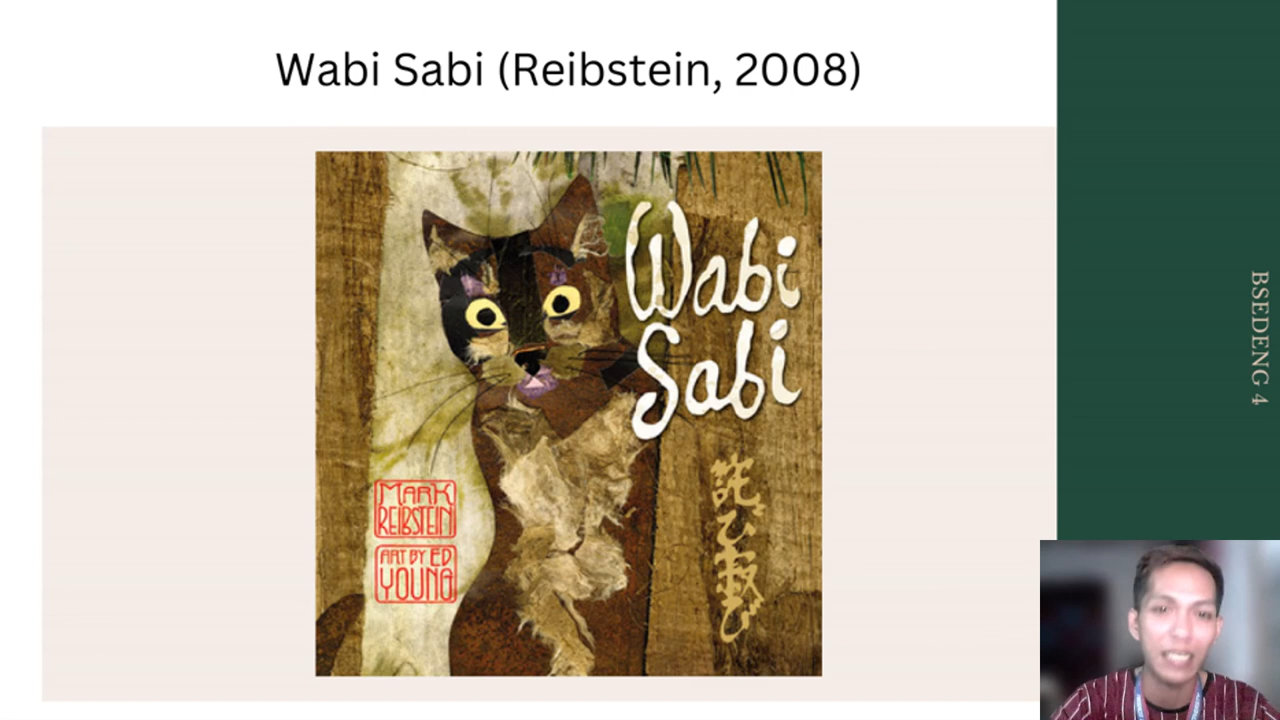 Wabi Sabi (Reibstein, 2008)
Wabi
Sabi
MARK
REIBSTEIN
ART BY ED
YOUNG
侘び寂び
BSEDENG 4